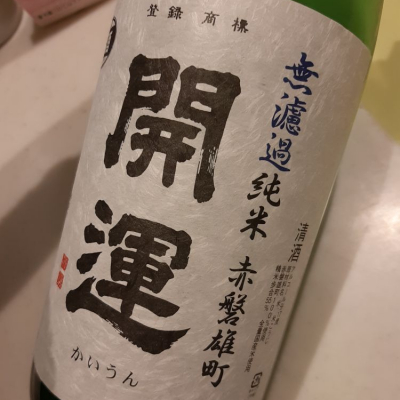 登録 商標
開運
かいうん
無濾過 純米 赤磐雄町
清酒